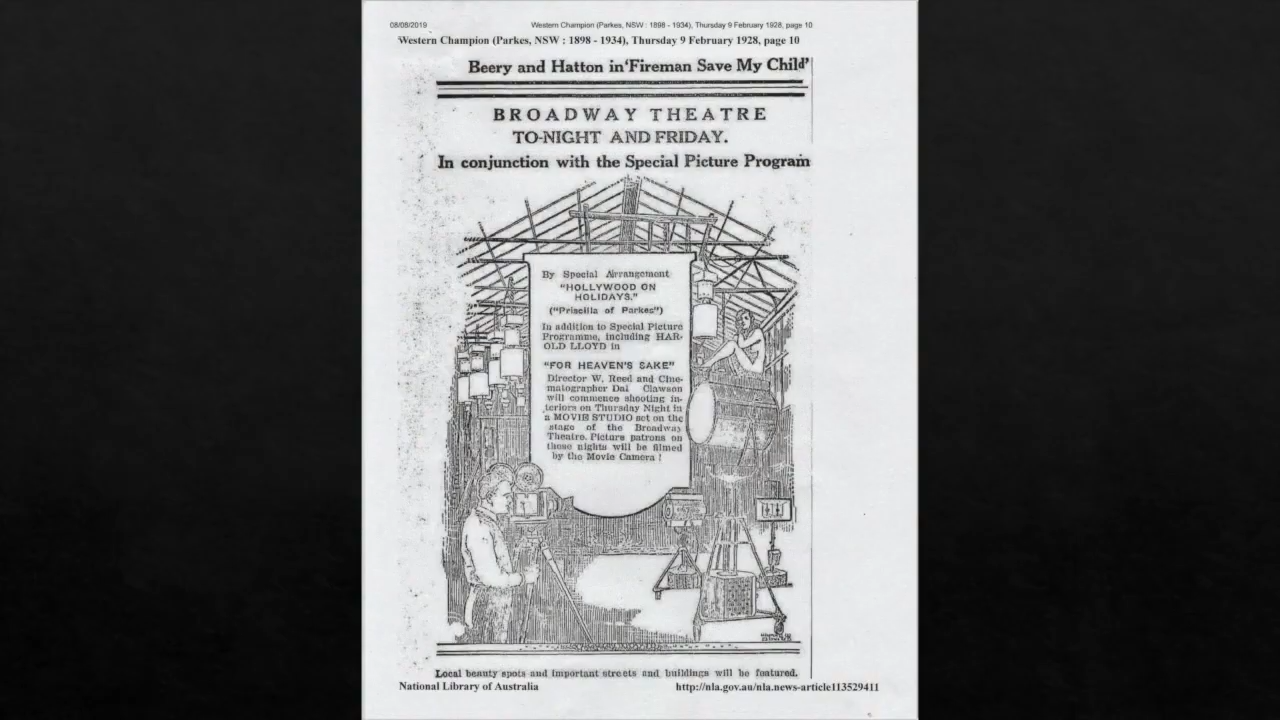 08/08/2019 Western Champion (Parkes, NSW : 1898 - 1934), Thursday 9 February 1928, page 10
Western Champion (Parkes, NSW : 1898 - 1934), Thursday 9 February 1928, page 10
Beery and Hatton in 'Fireman Save My Child'
BROADWAY THEATRE
TO-NIGHT AND FRIDAY.
In conjunction with the Special Picture Program
By Special Arrangement
"HOLLYWOOD ON
HOLIDAYS."
("Priscilla of Parkes")
In addition to Special Picture
Programme, including HAR-
OLD LLOYD in
"FOR HEAVEN'S SAKE"
Director W. Reed and Cine-
matographer Dal Clawson
will commence shooting in-
teriors on Thursday Night in
a MOVIE STUDIO set on the
stage of the Broadway
Theatre. Picture patrons on
these nights will be filmed
by the Movie Camera !
Local beauty spots and important streets and buildings will be featured.
National Library of Australia http://nla.gov.au/nla.news-article113529411